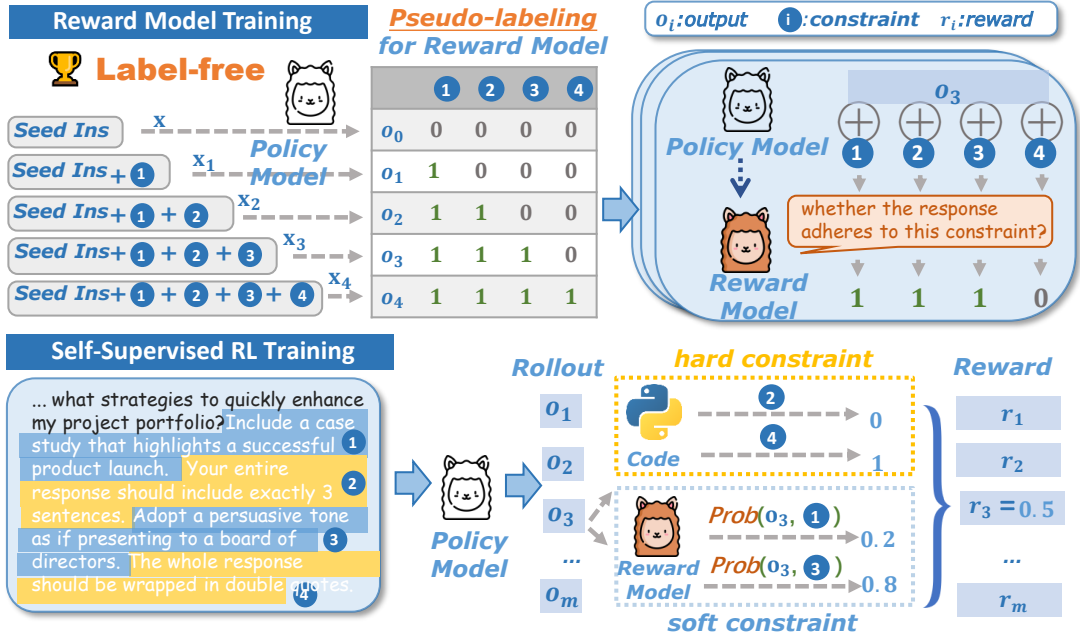 Reward Model Training
Pseudo-labeling
for Reward Model
o_i:output i:constraint r_i:reward
Label-free
1 2 3 4
Seed Ins
x
o_0 0 0 0 0
Policy
Model
Seed Ins + 1
x_1
o_1 1 0 0 0
Seed Ins + 1 + 2
x_2
o_2 1 1 0 0
Seed Ins + 1 + 2 + 3
x_3
o_3 1 1 1 0
Seed Ins + 1 + 2 + 3 + 4
x_4
o_4 1 1 1 1
o_3
Policy Model
1 2 3 4
whether the response
adheres to this constraint?
Reward
Model
1 1 1 0
Self-Supervised RL Training
... what strategies to quickly enhance
my project portfolio? Include a case
study that highlights a successful 1
product launch. Your entire
response should include exactly 3 2
sentences. Adopt a persuasive tone
as if presenting to a board of 3
directors. The whole response
should be wrapped in double quotes.
4
Policy
Model
Rollout
o_1
o_2
o_3
...
o_m
hard constraint
Code
2
0
4
1
Reward
Model
Prob(o_3, 1)
0.2
Prob(o_3, 3)
0.8
soft constraint
Reward
r_1
r_2
r_3 = 0.5
...
r_m